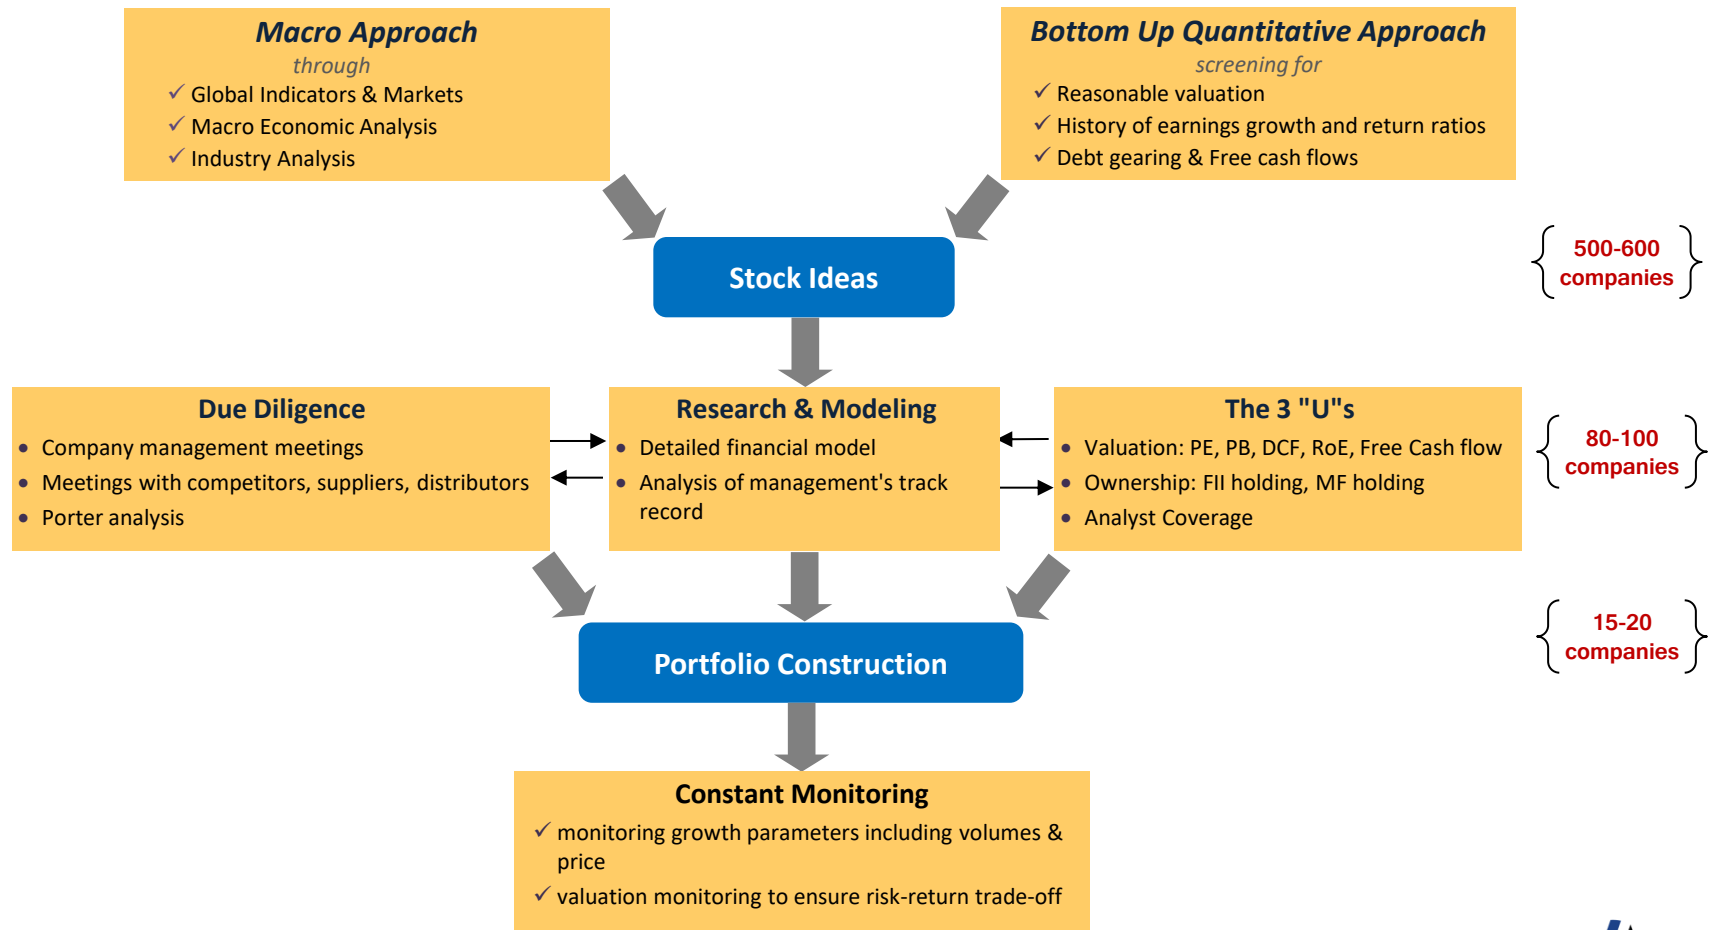 Macro Approach
through
✓ Global Indicators & Markets
✓ Macro Economic Analysis
✓ Industry Analysis
Bottom Up Quantitative Approach
screening for
✓ Reasonable valuation
✓ History of earnings growth and return ratios
✓ Debt gearing & Free cash flows
Stock Ideas
500-600
companies
Due Diligence
• Company management meetings
• Meetings with competitors, suppliers, distributors
• Porter analysis
Research & Modeling
• Detailed financial model
• Analysis of management's track
record
The 3 "U"s
• Valuation: PE, PB, DCF, RoE, Free Cash flow
• Ownership: FII holding, MF holding
• Analyst Coverage
80-100
companies
Portfolio Construction
15-20
companies
Constant Monitoring
✓ monitoring growth parameters including volumes &
price
✓ valuation monitoring to ensure risk-return trade-off